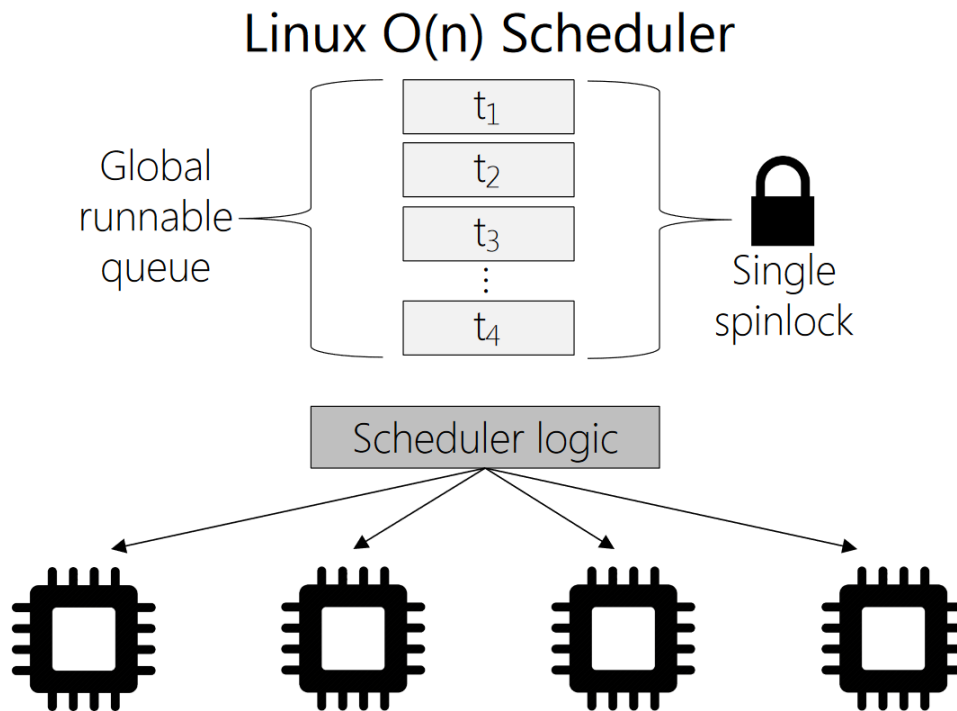 Linux O(n) Scheduler
t₁
t₂
t₃
⋮
t₄
Global
runnable
queue
Single
spinlock
Scheduler logic